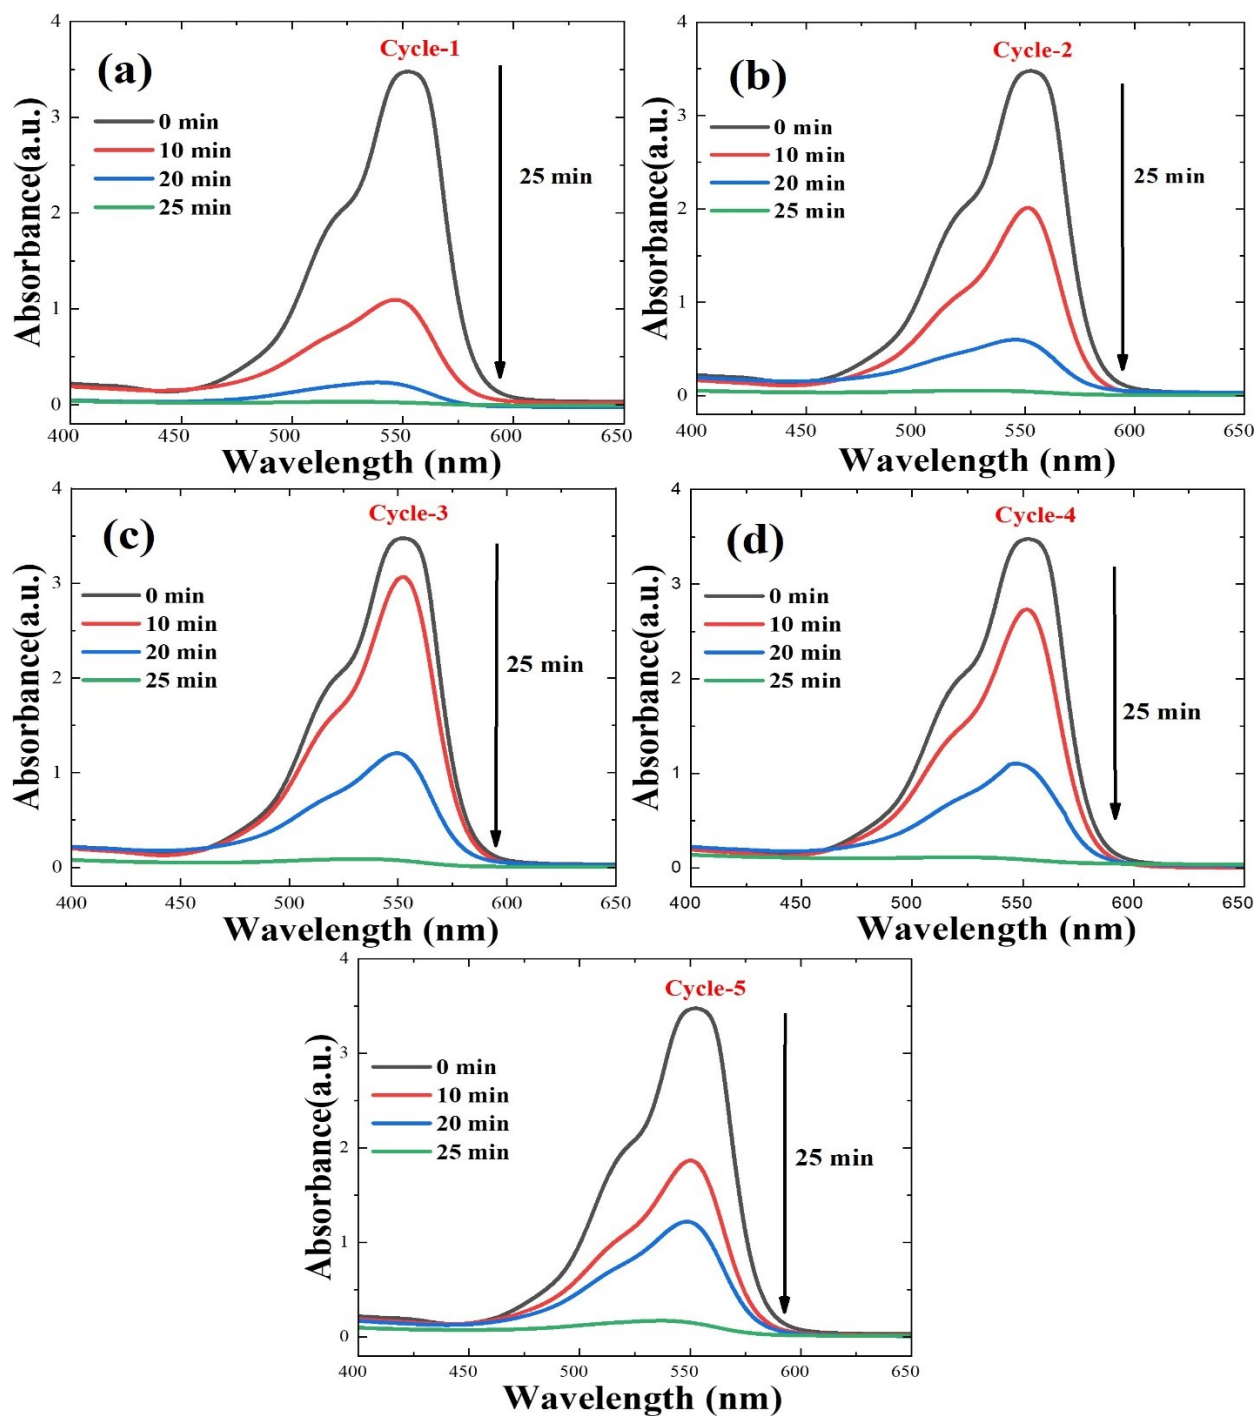 (a)
Cycle-1
0 min
10 min
20 min
25 min
25 min
Absorbance(a.u.)
4
3
2
1
0
400 450 500 550 600 650
Wavelength (nm)
(b)
Cycle-2
0 min
10 min
20 min
25 min
25 min
Absorbance(a.u.)
4
3
2
1
0
400 450 500 550 600 650
Wavelength (nm)
(c)
Cycle-3
0 min
10 min
20 min
25 min
25 min
Absorbance(a.u.)
4
3
2
1
0
400 450 500 550 600 650
Wavelength (nm)
(d)
Cycle-4
0 min
10 min
20 min
25 min
25 min
Absorbance(a.u.)
4
3
2
1
0
400 450 500 550 600 650
Wavelength (nm)
Cycle-5
0 min
10 min
20 min
25 min
25 min
Absorbance(a.u.)
4
3
2
1
0
400 450 500 550 600 650
Wavelength (nm)